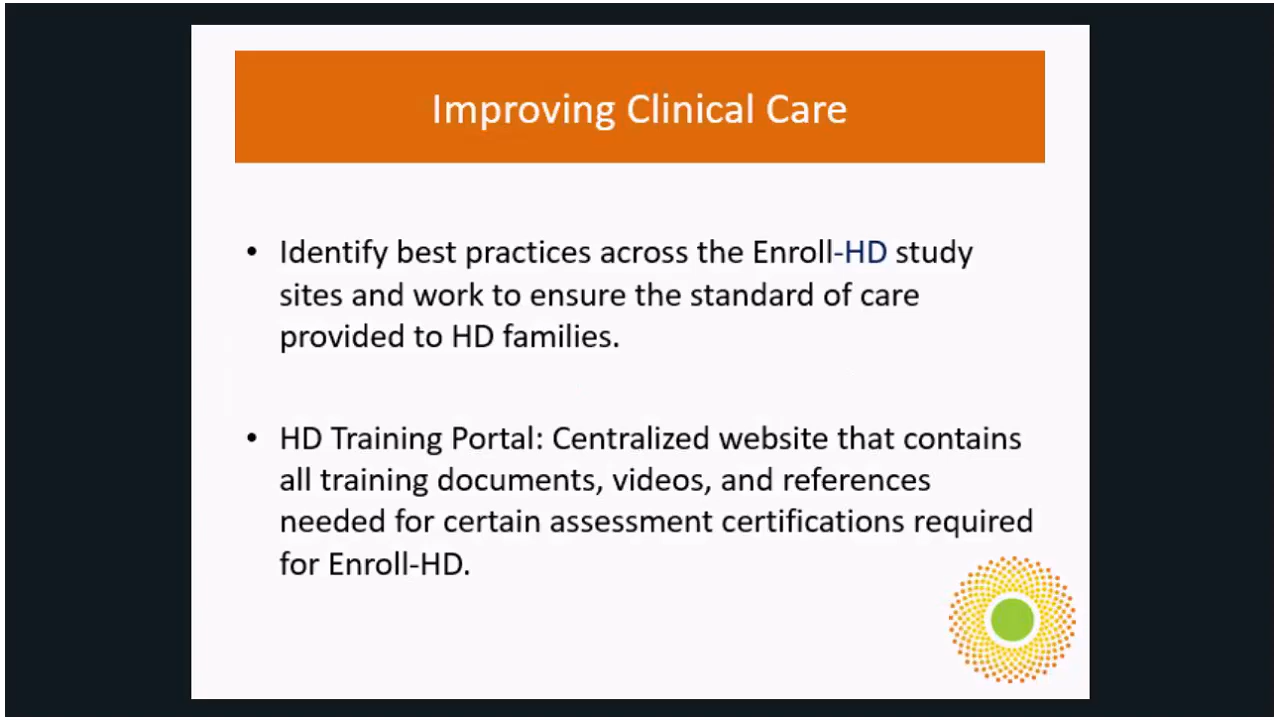 Improving Clinical Care
• Identify best practices across the Enroll-HD study
sites and work to ensure the standard of care
provided to HD families.
• HD Training Portal: Centralized website that contains
all training documents, videos, and references
needed for certain assessment certifications required
for Enroll-HD.